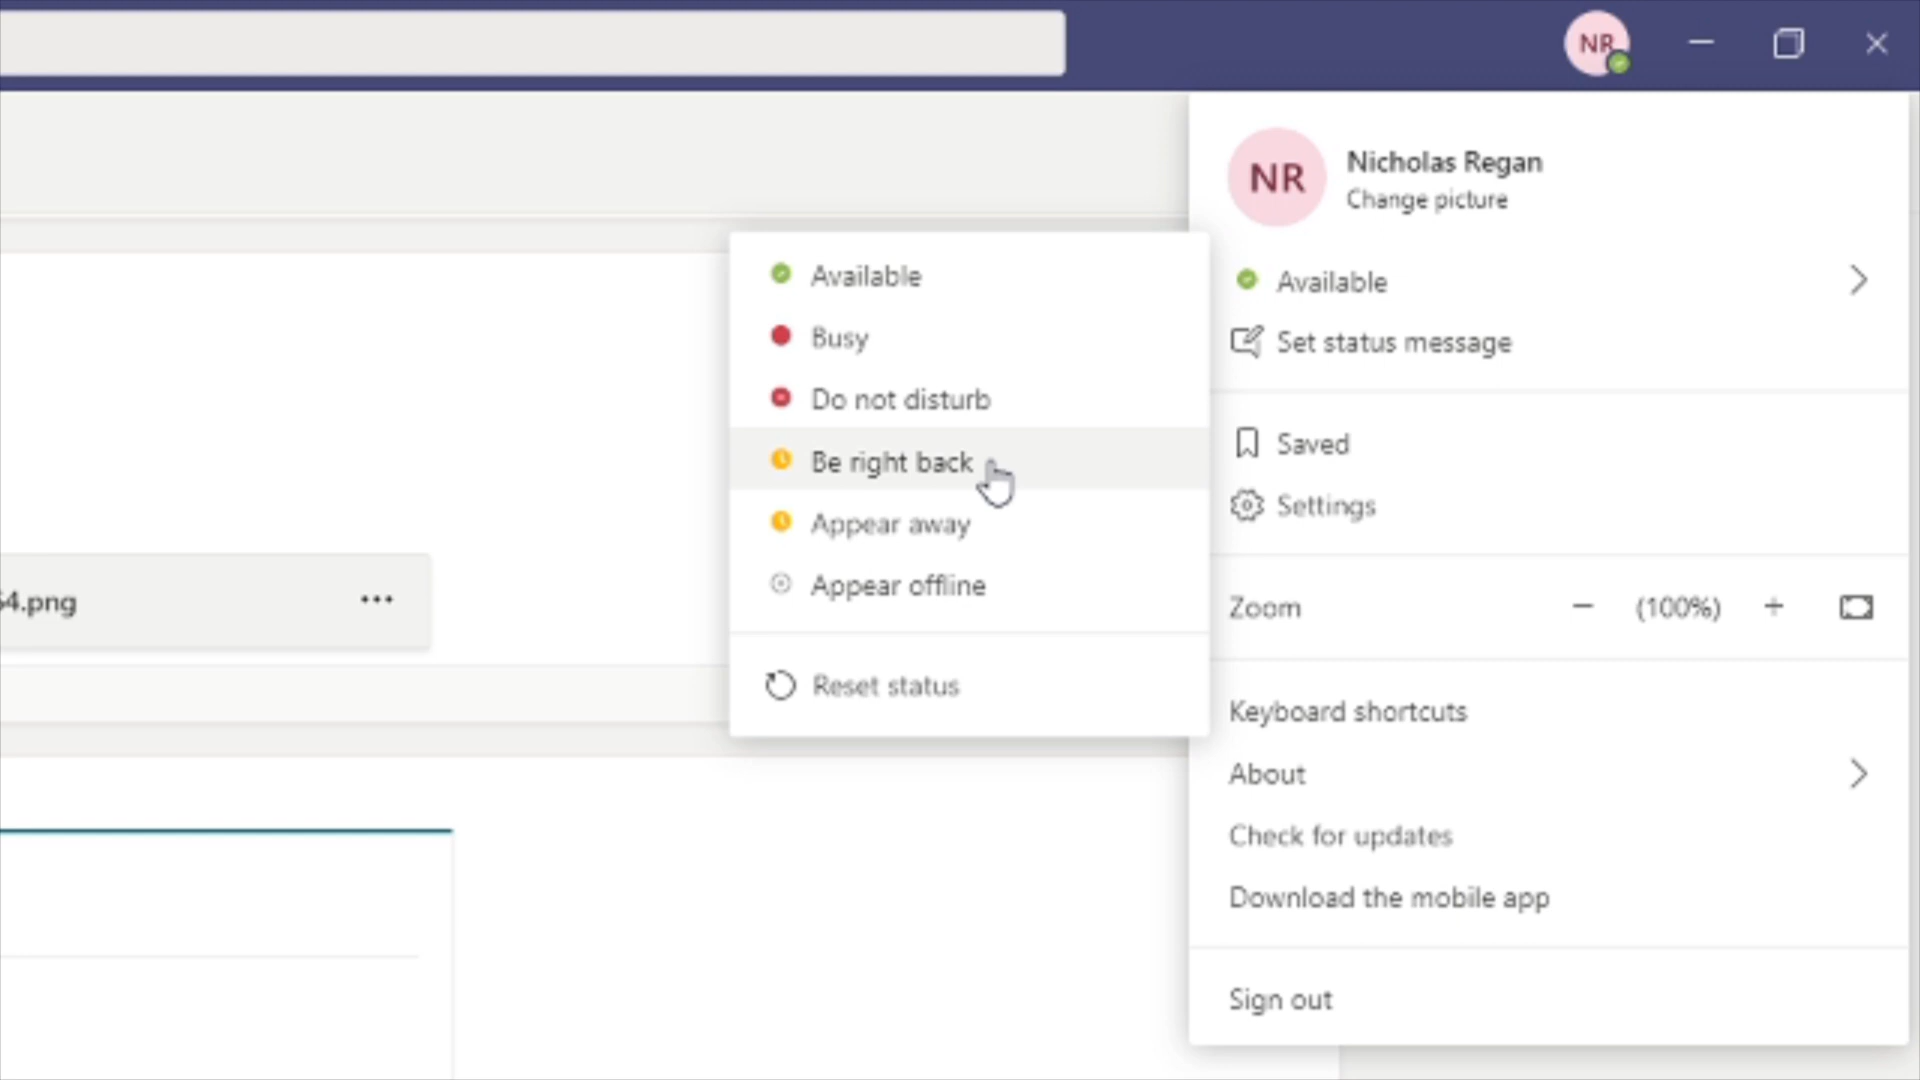 NR
NR
Nicholas Regan
Change picture
Available
Set status message
Saved
Settings
Zoom
(100%)
Keyboard shortcuts
About
Check for updates
Download the mobile app
Sign out
Available
Busy
Do not disturb
Be right back
Appear away
Appear offline
Reset status
4.png